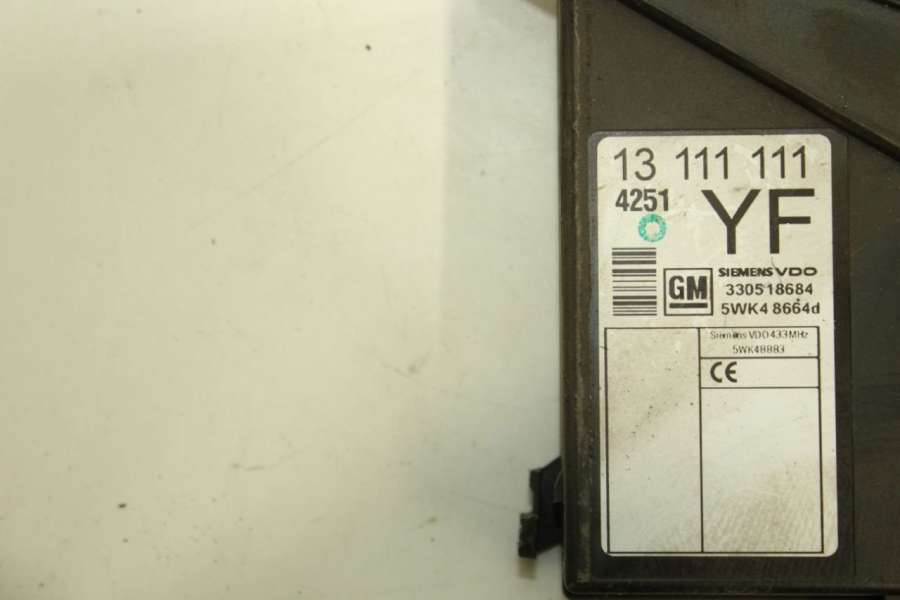 13 111 111
4251
YF
SIEMENS VDO
GM
330518684
5WK4 8664d
Siemens VDO 433MHz
5WK48883
CE